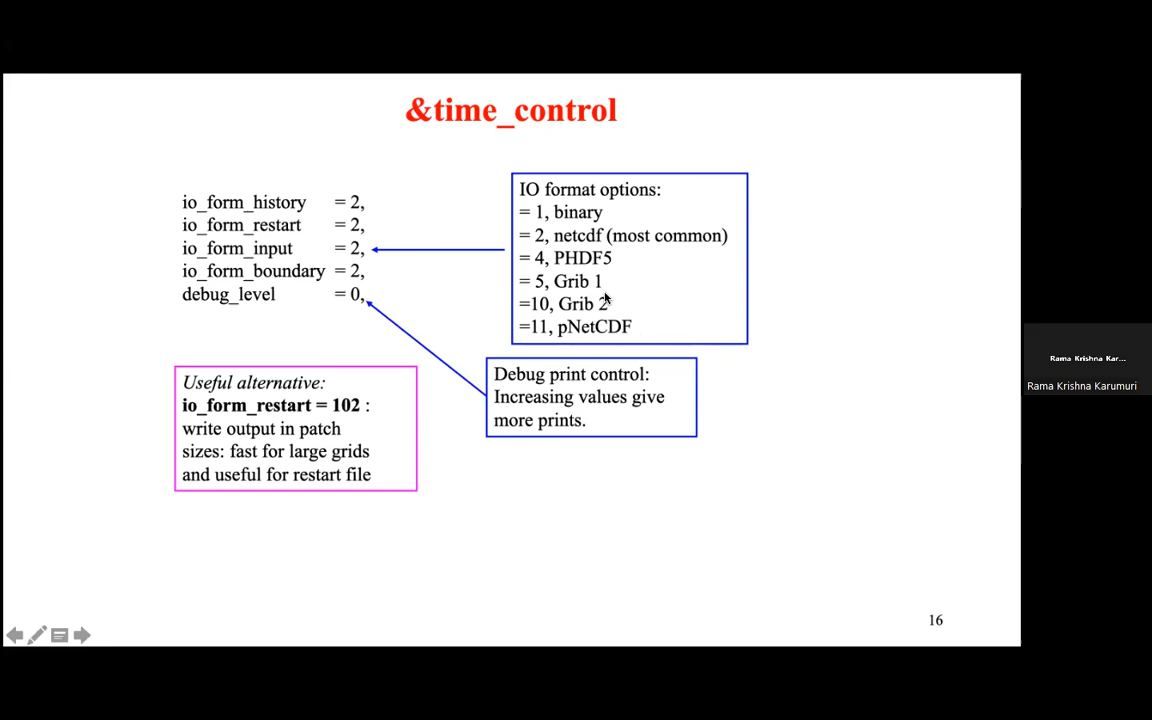 &time_control
io_form_history = 2,
io_form_restart = 2,
io_form_input = 2,
io_form_boundary = 2,
debug_level = 0,
IO format options:
= 1, binary
= 2, netcdf (most common)
= 4, PHDF5
= 5, Grib 1
=10, Grib 2
=11, pNetCDF
Useful alternative:
io_form_restart = 102 :
write output in patch
sizes: fast for large grids
and useful for restart file
Debug print control:
Increasing values give
more prints.
16
Rama Krishna Kar...
Rama Krishna Karumuri